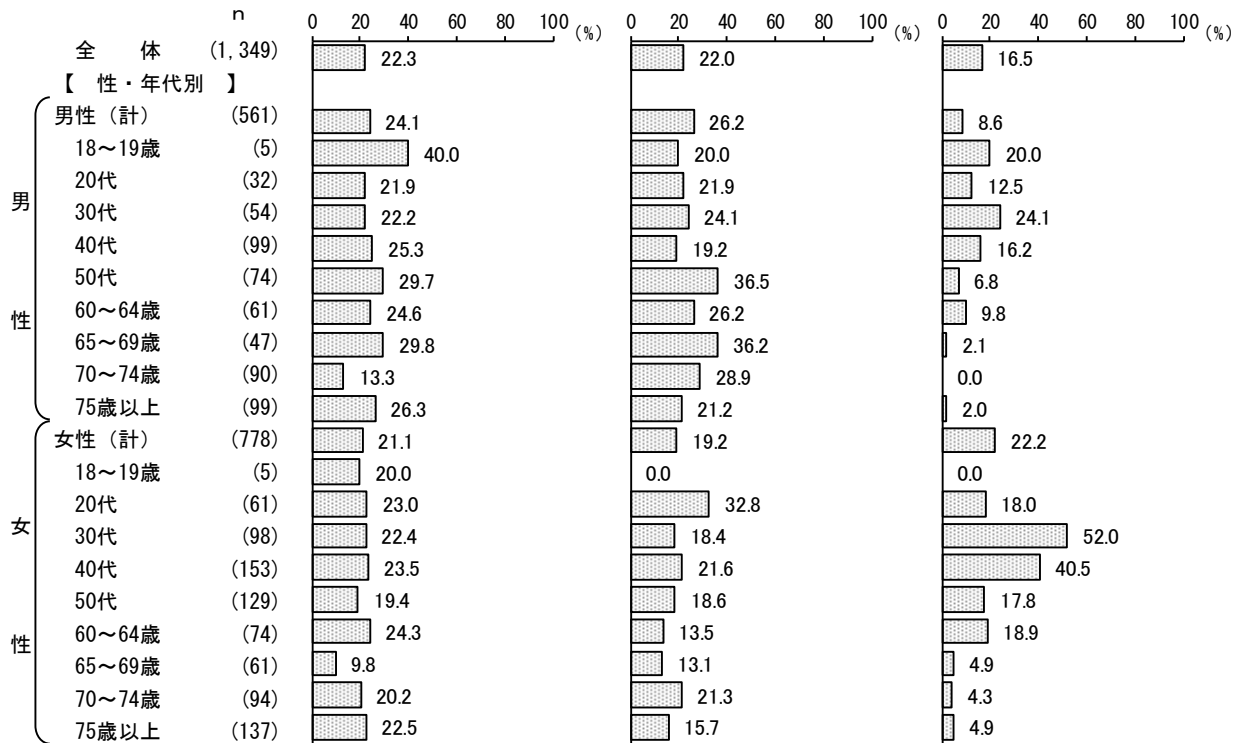 n
0 20 40 60 80 100 (%) 0 20 40 60 80 100 (%) 0 20 40 60 80 100 (%)
全 体 (1,349) 22.3 22.0 16.5
【 性・年代別 】
男性（計） (561) 24.1 26.2 8.6
18～19歳 (5) 40.0 20.0 20.0
20代 (32) 21.9 21.9 12.5
男 30代 (54) 22.2 24.1 24.1
40代 (99) 25.3 19.2 16.2
50代 (74) 29.7 36.5 6.8
性 60～64歳 (61) 24.6 26.2 9.8
65～69歳 (47) 29.8 36.2 2.1
70～74歳 (90) 13.3 28.9 0.0
75歳以上 (99) 26.3 21.2 2.0
女性（計） (778) 21.1 19.2 22.2
18～19歳 (5) 20.0 0.0 0.0
20代 (61) 23.0 32.8 18.0
女 30代 (98) 22.4 18.4 52.0
40代 (153) 23.5 21.6 40.5
50代 (129) 19.4 18.6 17.8
性 60～64歳 (74) 24.3 13.5 18.9
65～69歳 (61) 9.8 13.1 4.9
70～74歳 (94) 20.2 21.3 4.3
75歳以上 (137) 22.5 15.7 4.9